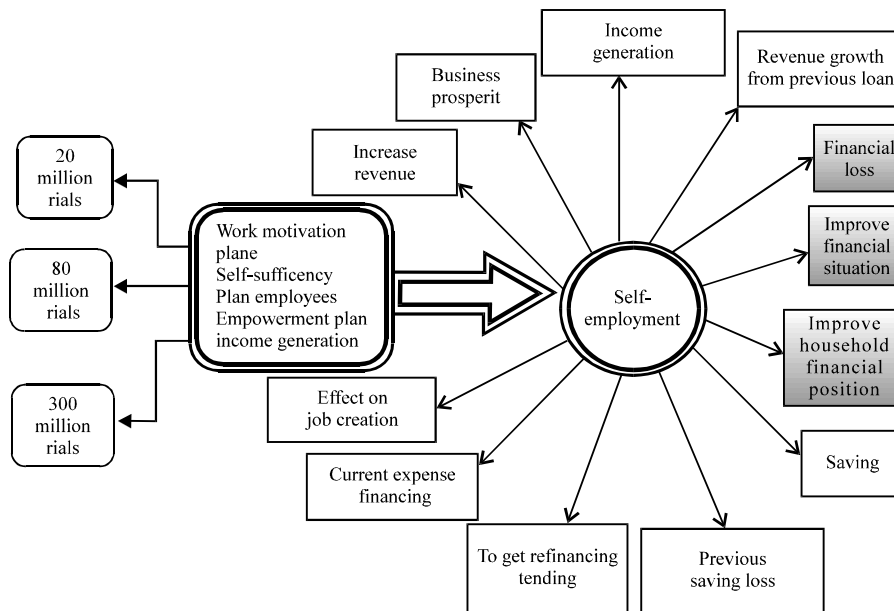 20
million
rials
80
million
rials
300
million
rials
Work motivation
plane
Self-sufficency
Plan employees
Empowerment plan
income generation
Self-
employment
Increase
revenue
Business
prosperit
Income
generation
Revenue growth
from previous loan
Financial
loss
Improve
financial
situation
Improve
household
financial
position
Saving
Previous
saving loss
To get refinancing
tending
Current expense
financing
Effect on
job creation